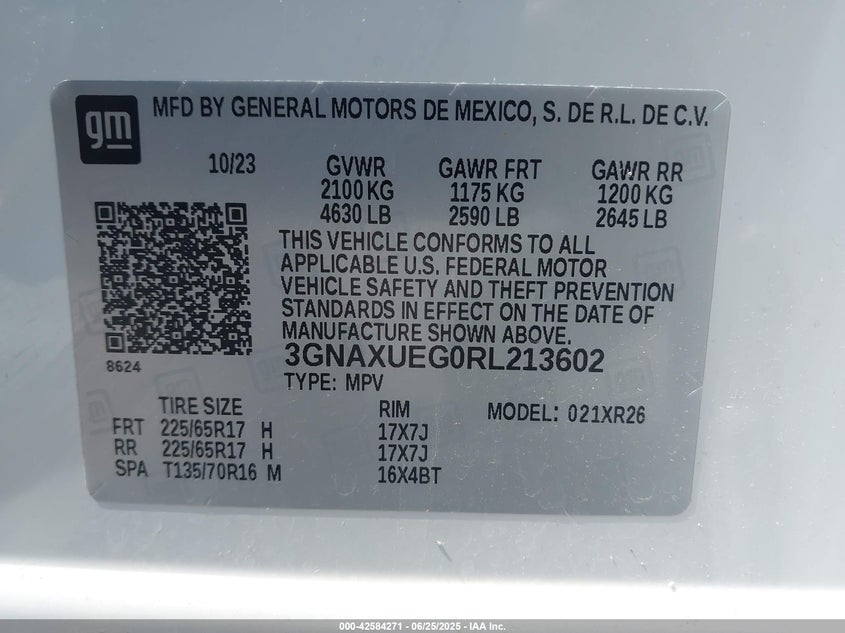 gm
MFD BY GENERAL MOTORS DE MEXICO, S. DE R.L. DE C.V.
10/23 GVWR GAWR FRT GAWR RR
2100 KG 1175 KG 1200 KG
4630 LB 2590 LB 2645 LB
THIS VEHICLE CONFORMS TO ALL
APPLICABLE U.S. FEDERAL MOTOR
VEHICLE SAFETY AND THEFT PREVENTION
STANDARDS IN EFFECT ON THE DATE OF
MANUFACTURE SHOWN ABOVE.
8624
3GNAXUEG0RL213602
TYPE: MPV
TIRE SIZE RIM MODEL: 021XR26
FRT 225/65R17 H 17X7J
RR 225/65R17 H 17X7J
SPA T135/70R16 M 16X4BT
000-42584271 - 06/25/2025 - IAA Inc.